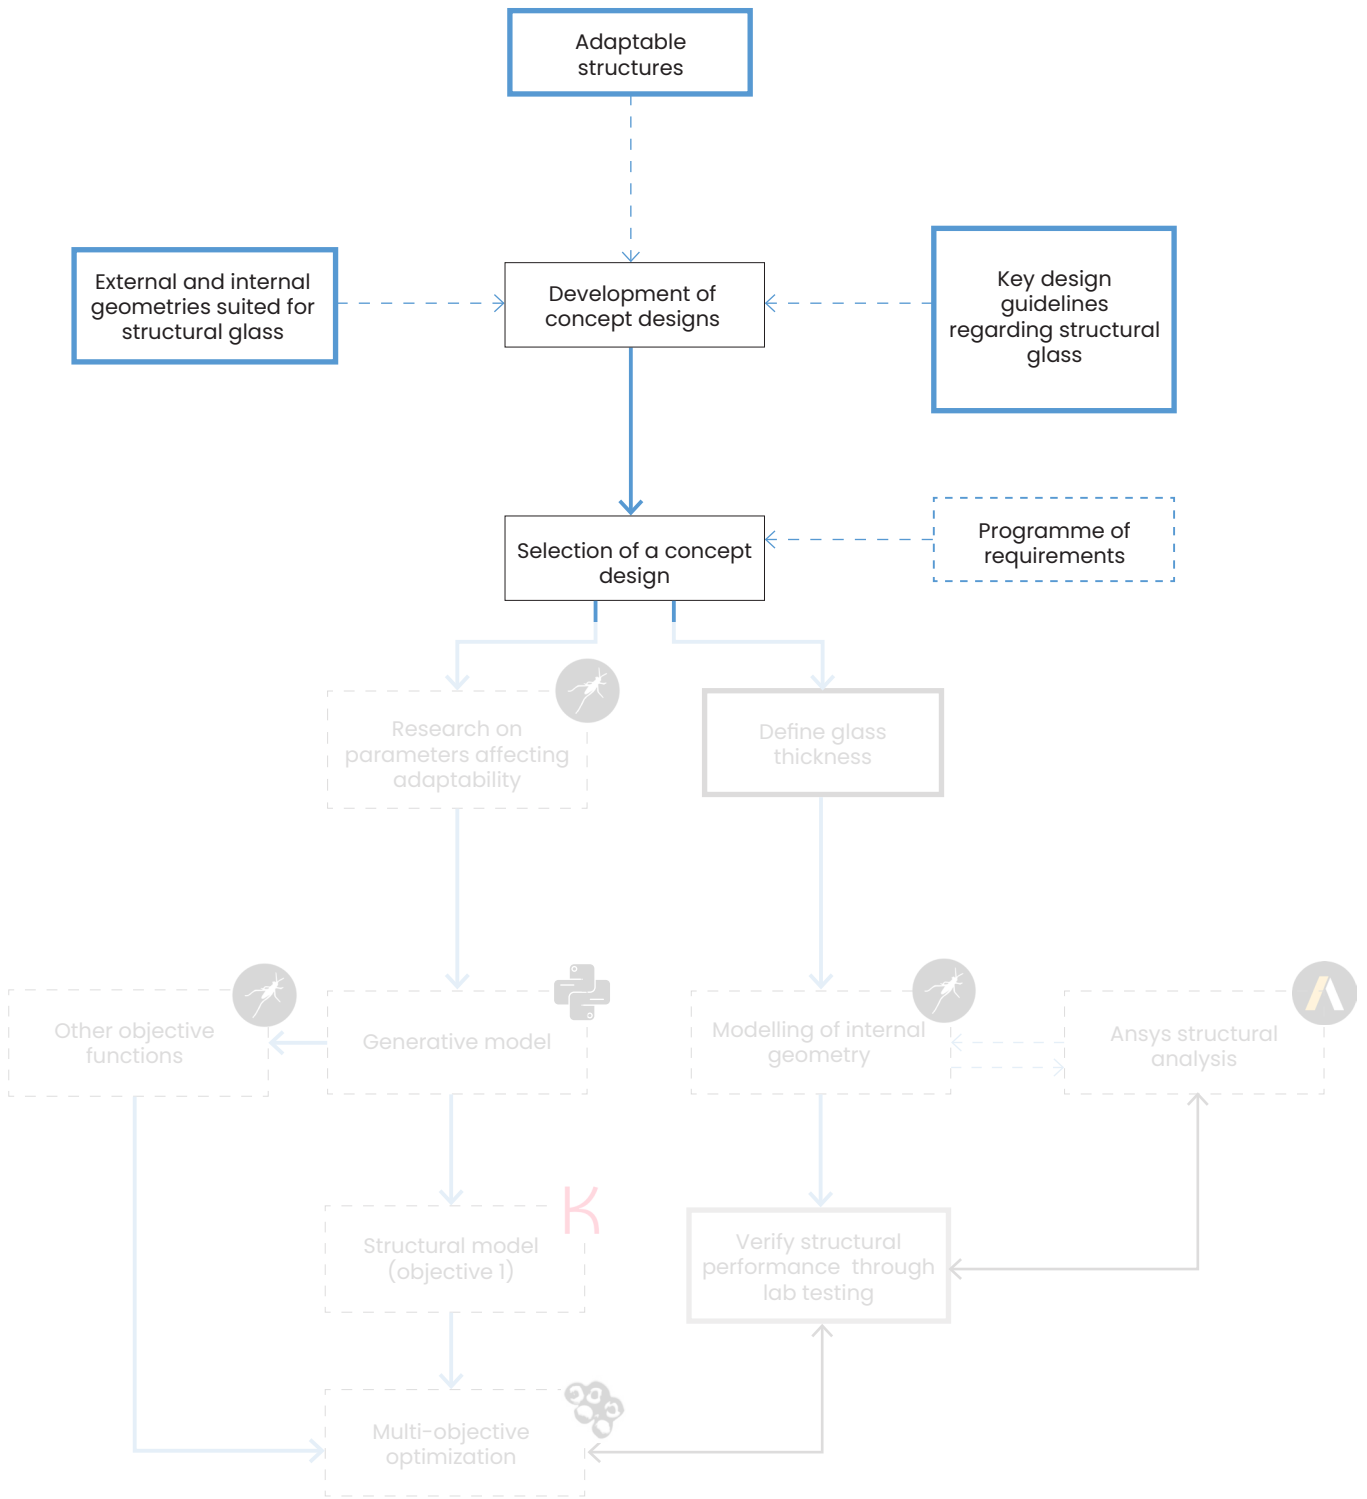 Adaptable
structures
External and internal
geometries suited for
structural glass
Development of
concept designs
Key design
guidelines
regarding structural
glass
Selection of a concept
design
Programme of
requirements
Research on
parameters affecting
adaptability
Define glass
thickness
Other objective
functions
Generative model
Modelling of internal
geometry
Ansys structural
analysis
Structural model
(objective 1)
Verify structural
performance through
lab testing
Multi-objective
optimization